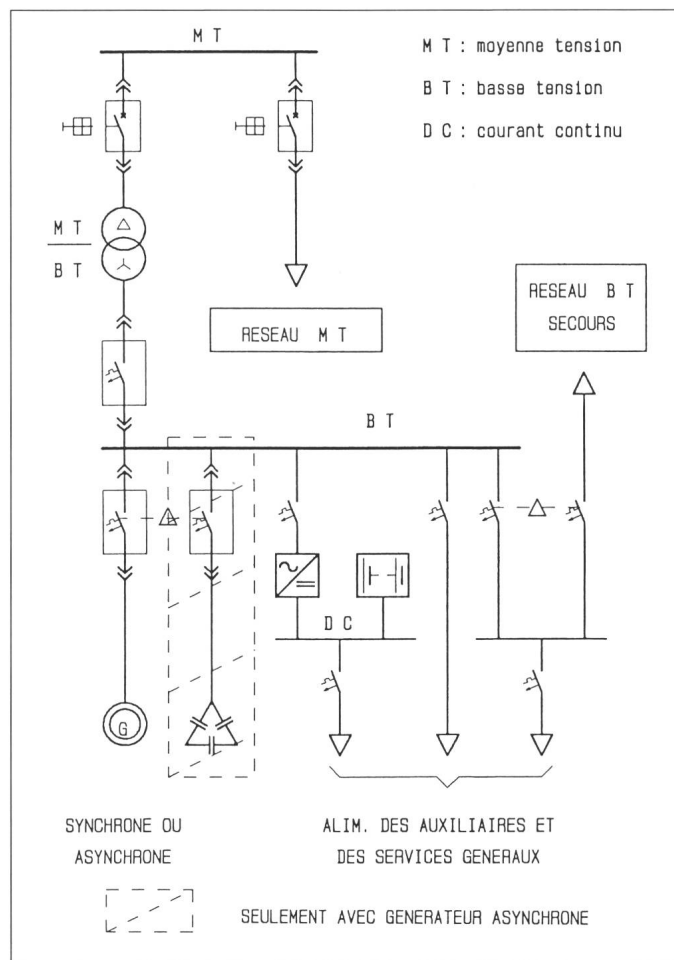 M T
M T : moyenne tension
B T : basse tension
D C : courant continu
M T
B T
RESEAU M T
RESEAU B T
SECOURS
B T
D C
G
SYNCHRONE OU
ASYNCHRONE
ALIM. DES AUXILIAIRES ET
DES SERVICES GENERAUX
SEULEMENT AVEC GENERATEUR ASYNCHRONE